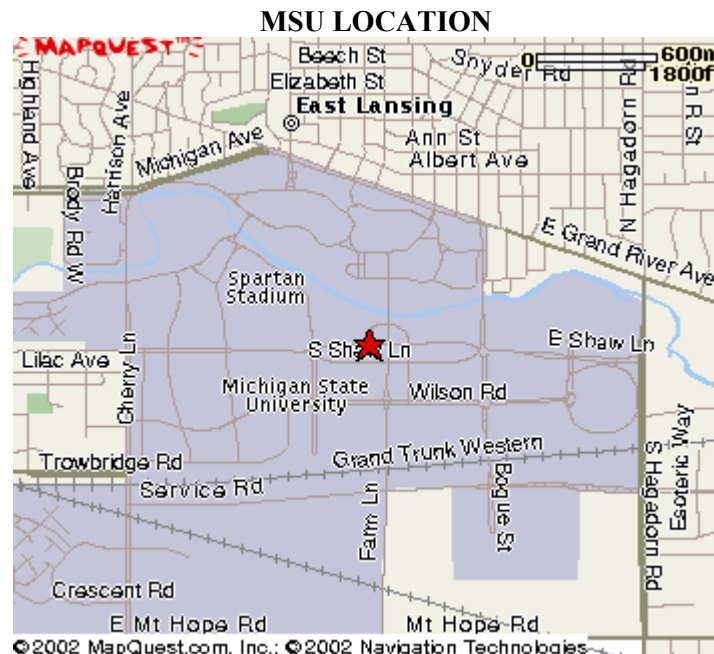 MSU LOCATION
MAPQUEST™
Beech St
Snyder Rd
0 600m
1800ft
Highland Ave
Harrison Ave
Elizabeth St
East Lansing
N Hagadorn Rd
n R St
Michigan Ave
Ann St
Albert Ave
Brody Rd W
E Grand River Ave
Spartan
Stadium
S Shaw Ln
E Shaw Ln
Lilac Ave
Cherry Ln
Michigan State
University
Wilson Rd
Trowbridge Rd
Grand Trunk Western
Service Rd
Farm Ln
Bogue St
S Hagadorn Rd
Esoteric Way
Crescent Rd
E Mt Hope Rd
Mt Hope Rd
©2002 MapQuest.com, Inc.; ©2002 Navigation Technologies